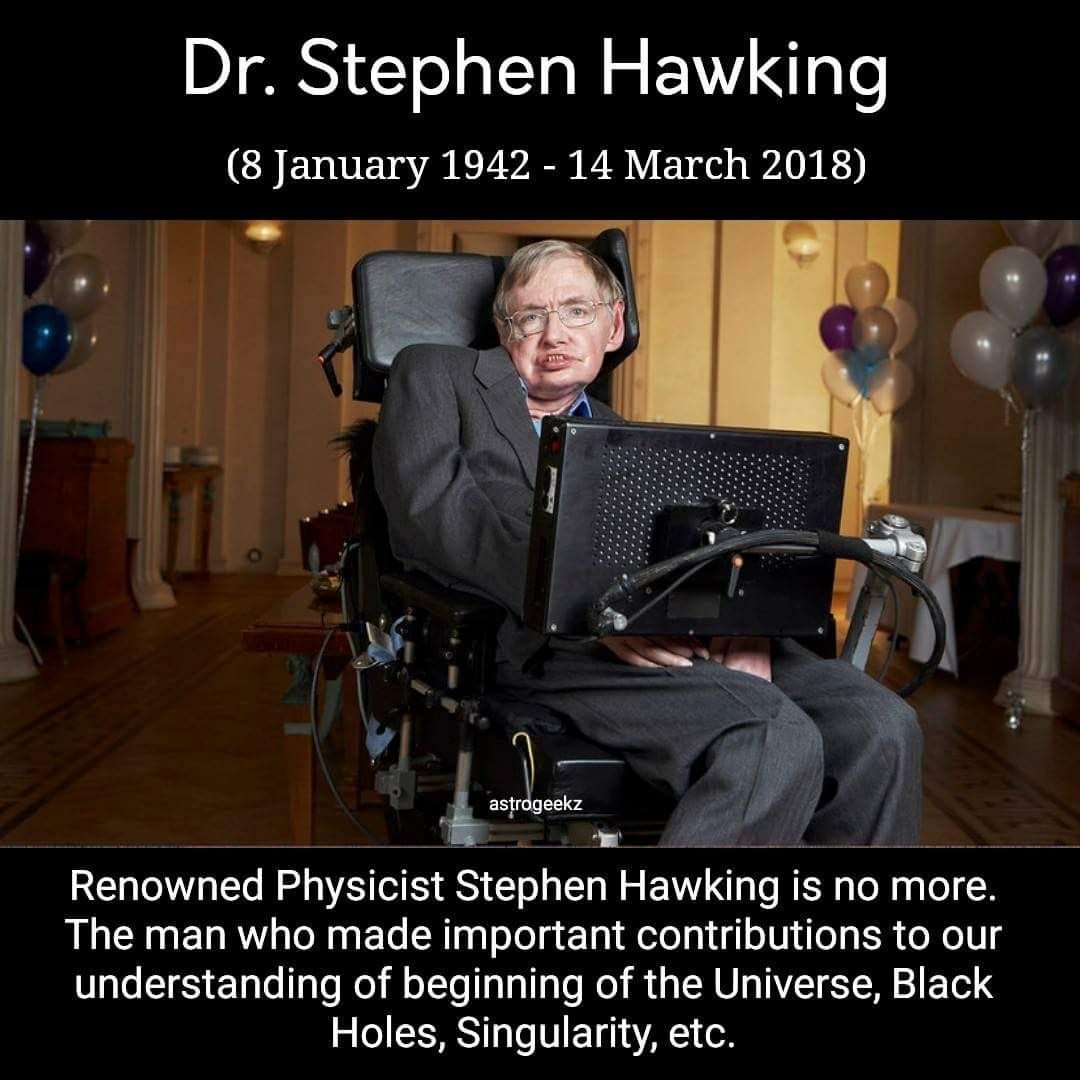 Dr. Stephen Hawking
(8 January 1942 - 14 March 2018)
astrogeekz
Renowned Physicist Stephen Hawking is no more.
The man who made important contributions to our
understanding of beginning of the Universe, Black
Holes, Singularity, etc.